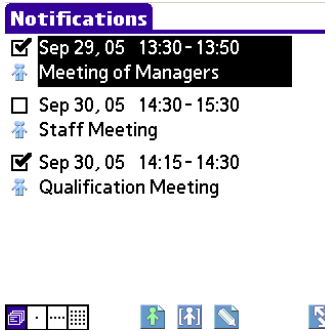 Notifications
Sep 29, 05 13:30-13:50
Meeting of Managers
Sep 30, 05 14:30-15:30
Staff Meeting
Sep 30, 05 14:15-14:30
Qualification Meeting